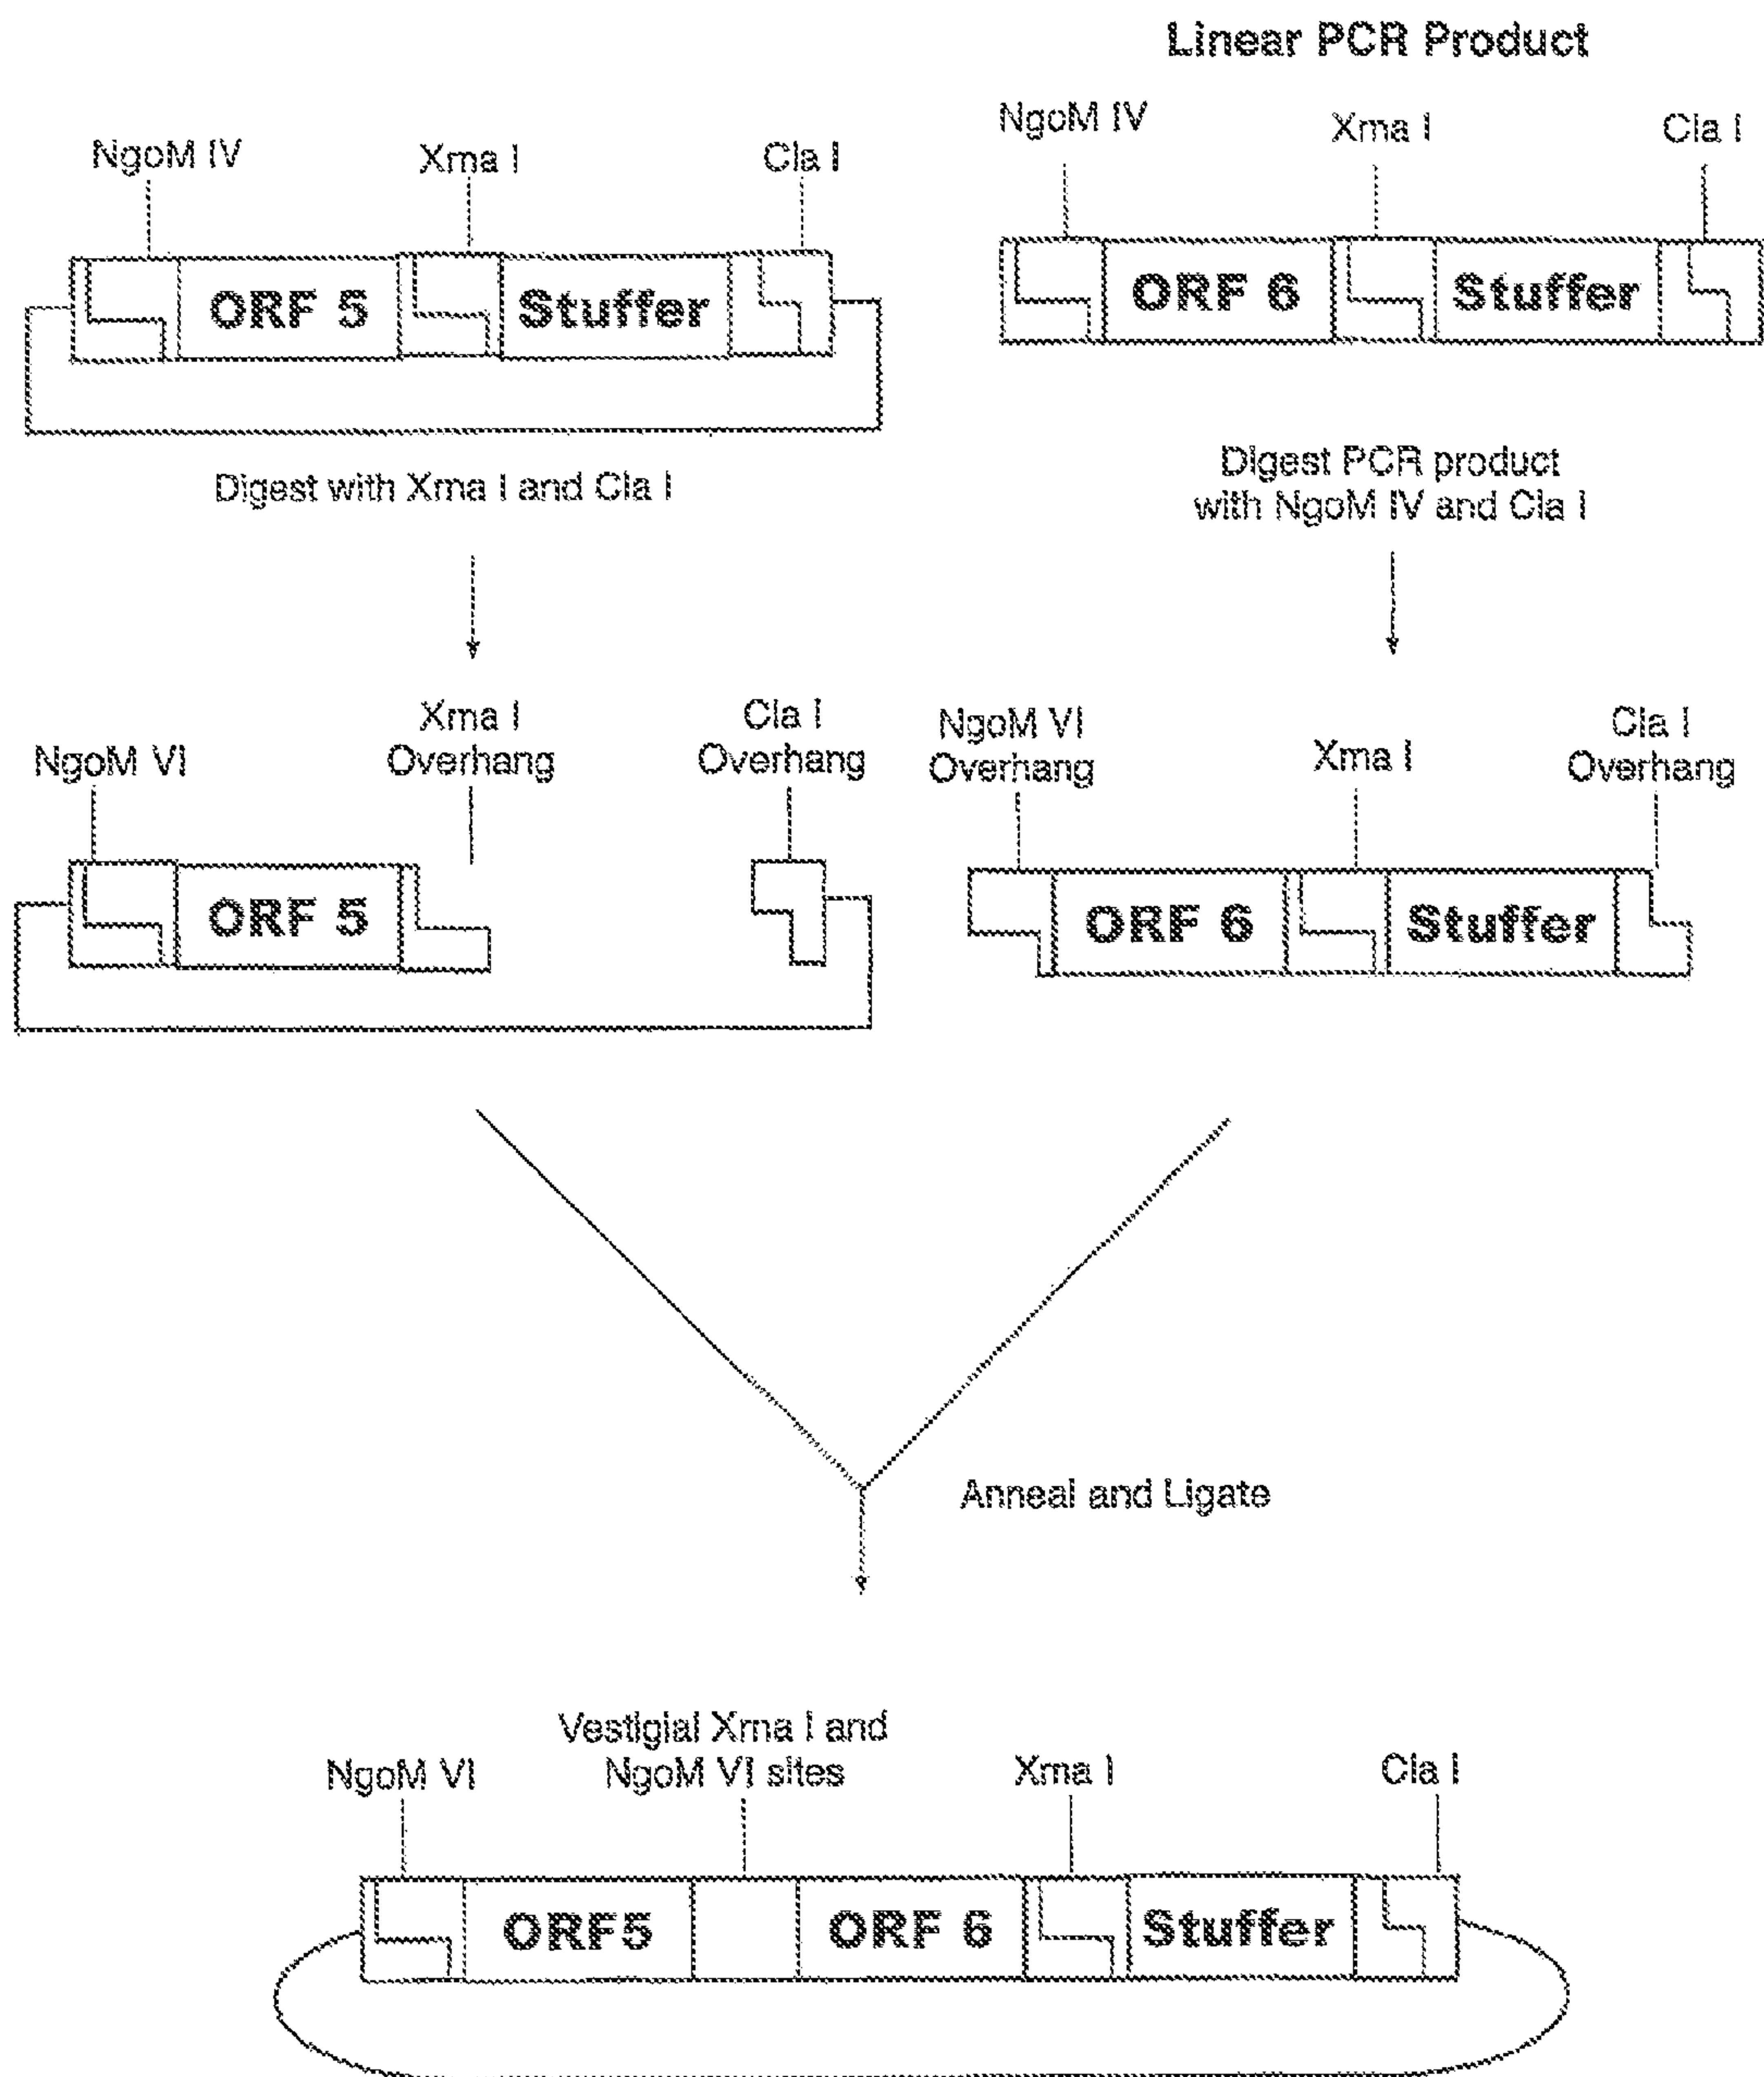 Linear PCR Product
NgoM IV
Xma I
Cla I
NgoM IV
Xma I
Cla I
ORF 5
Stuffer
ORF 6
Stuffer
Digest with Xma I and Cla I
Digest PCR product
with NgoM IV and Cla I
NgoM VI
Xma I
Overhang
Cla I
Overhang
NgoM VI
Overhang
Xma I
Cla I
Overhang
ORF 5
ORF 6
Stuffer
Anneal and Ligate
NgoM VI
Vestigial Xma I and
NgoM VI sites
Xma I
Cla I
ORF5
ORF 6
Stuffer